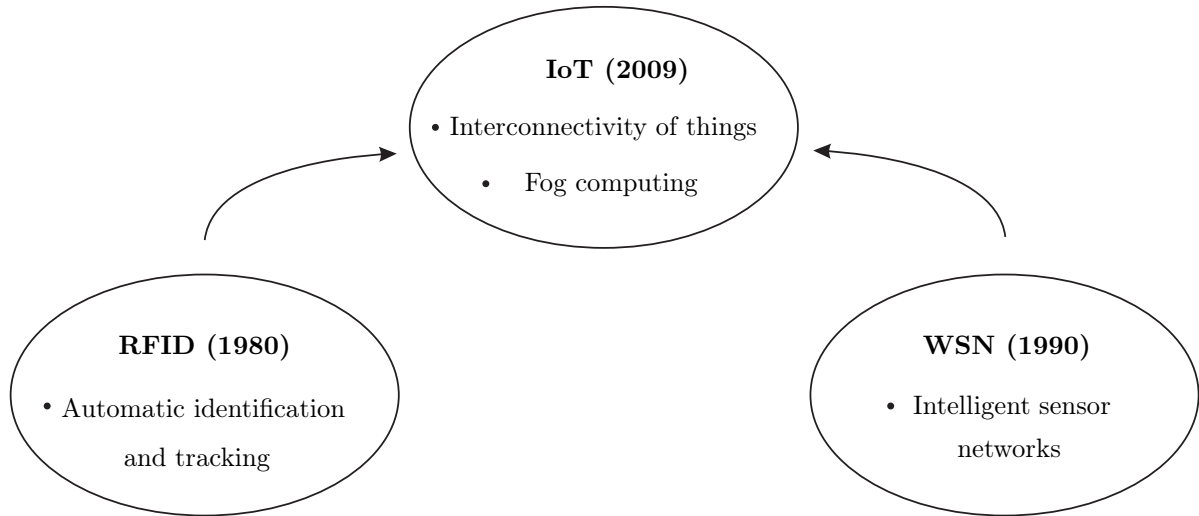 IoT (2009)
• Interconnectivity of things
• Fog computing
RFID (1980)
• Automatic identification
and tracking
WSN (1990)
• Intelligent sensor
networks